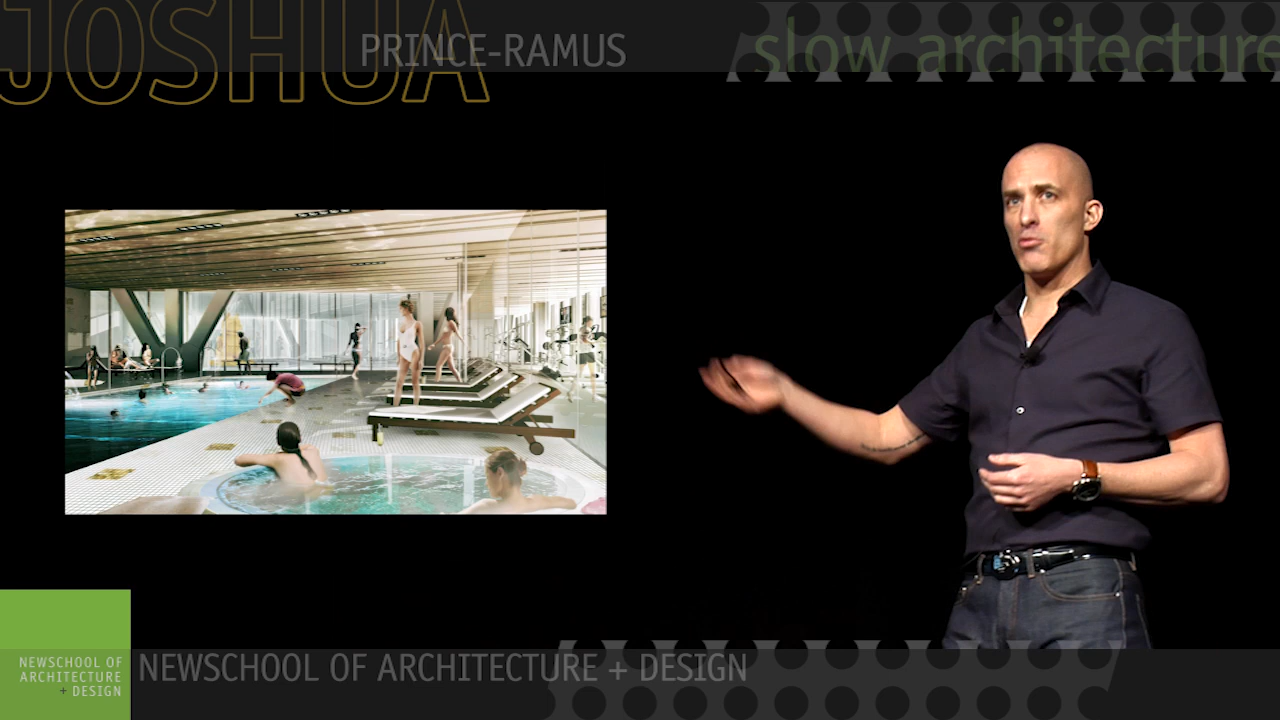 JOSHUA
PRINCE-RAMUS
slow architecture
NEWSCHOOL OF
ARCHITECTURE
+ DESIGN
NEWSCHOOL OF ARCHITECTURE + DESIGN